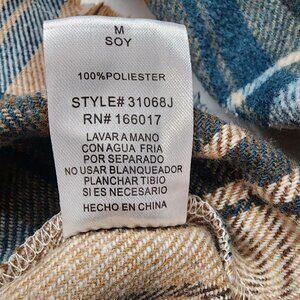 M
SOY
100%POLIESTER
STYLE# 31068J
RN# 166017
LAVAR A MANO
CON AGUA FRIA
POR SEPARADO
NO USAR BLANQUEADOR
PLANCHAR TIBIO
SI ES NECESARIO
HECHO EN CHINA